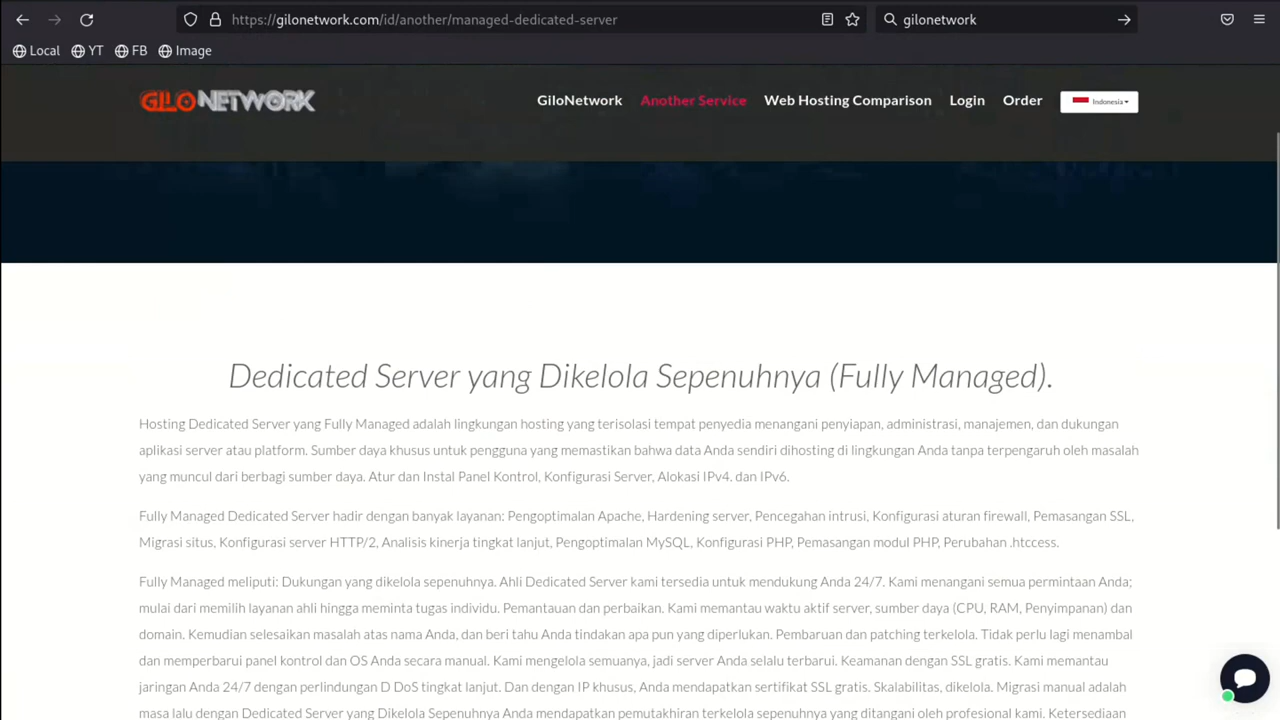 https://gilonetwork.com/id/another/managed-dedicated-server
gilonetwork
Local
YT
FB
Image
GILO NETWORK
GiloNetwork
Another Service
Web Hosting Comparison
Login
Order
Indonesia
Dedicated Server yang Dikelola Sepenuhnya (Fully Managed).
Hosting Dedicated Server yang Fully Managed adalah lingkungan hosting yang terisolasi tempat penyedia menangani penyiapan, administrasi, manajemen, dan dukungan
aplikasi server atau platform. Sumber daya khusus untuk pengguna yang memastikan bahwa data Anda sendiri dihosting di lingkungan Anda tanpa terpengaruh oleh masalah
yang muncul dari berbagi sumber daya. Atur dan Instal Panel Kontrol, Konfigurasi Server, Alokasi IPv4. dan IPv6.
Fully Managed Dedicated Server hadir dengan banyak layanan: Pengoptimalan Apache, Hardening server, Pencegahan intrusi, Konfigurasi aturan firewall, Pemasangan SSL,
Migrasi situs, Konfigurasi server HTTP/2, Analisis kinerja tingkat lanjut, Pengoptimalan MySQL, Konfigurasi PHP, Pemasangan modul PHP, Perubahan .htccess.
Fully Managed meliputi: Dukungan yang dikelola sepenuhnya. Ahli Dedicated Server kami tersedia untuk mendukung Anda 24/7. Kami menangani semua permintaan Anda;
mulai dari memilih layanan ahli hingga meminta tugas individu. Pemantauan dan perbaikan. Kami memantau waktu aktif server, sumber daya (CPU, RAM, Penyimpanan) dan
domain. Kemudian selesaikan masalah atas nama Anda, dan beri tahu Anda tindakan apa pun yang diperlukan. Pembaruan dan patching terkelola. Tidak perlu lagi menambal
dan memperbarui panel kontrol dan OS Anda secara manual. Kami mengelola semuanya, jadi server Anda selalu terbarui. Keamanan dengan SSL gratis. Kami memantau
jaringan Anda 24/7 dengan perlindungan D DoS tingkat lanjut. Dan dengan IP khusus, Anda mendapatkan sertifikat SSL gratis. Skalabilitas, dikelola. Migrasi manual adalah
masa lalu dengan Dedicated Server yang Dikelola Sepenuhnya Anda mendapatkan pemutakhiran terkelola sepenuhnya yang ditangani oleh profesional kami. Ketersediaan